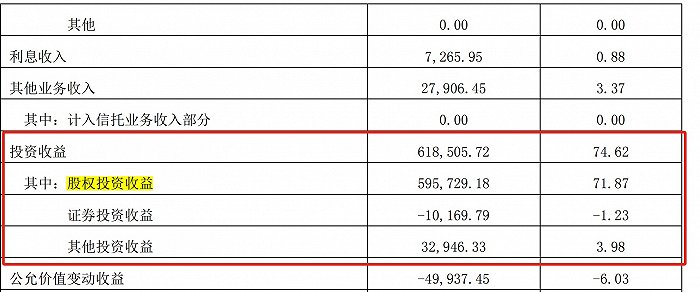 其他 0.00 0.00
利息收入 7,265.95 0.88
其他业务收入 27,906.45 3.37
其中：计入信托业务收入部分 0.00 0.00
投资收益 618,505.72 74.62
其中：股权投资收益 595,729.18 71.87
证券投资收益 -10,169.79 -1.23
其他投资收益 32,946.33 3.98
公允价值变动收益 -49,937.45 -6.03